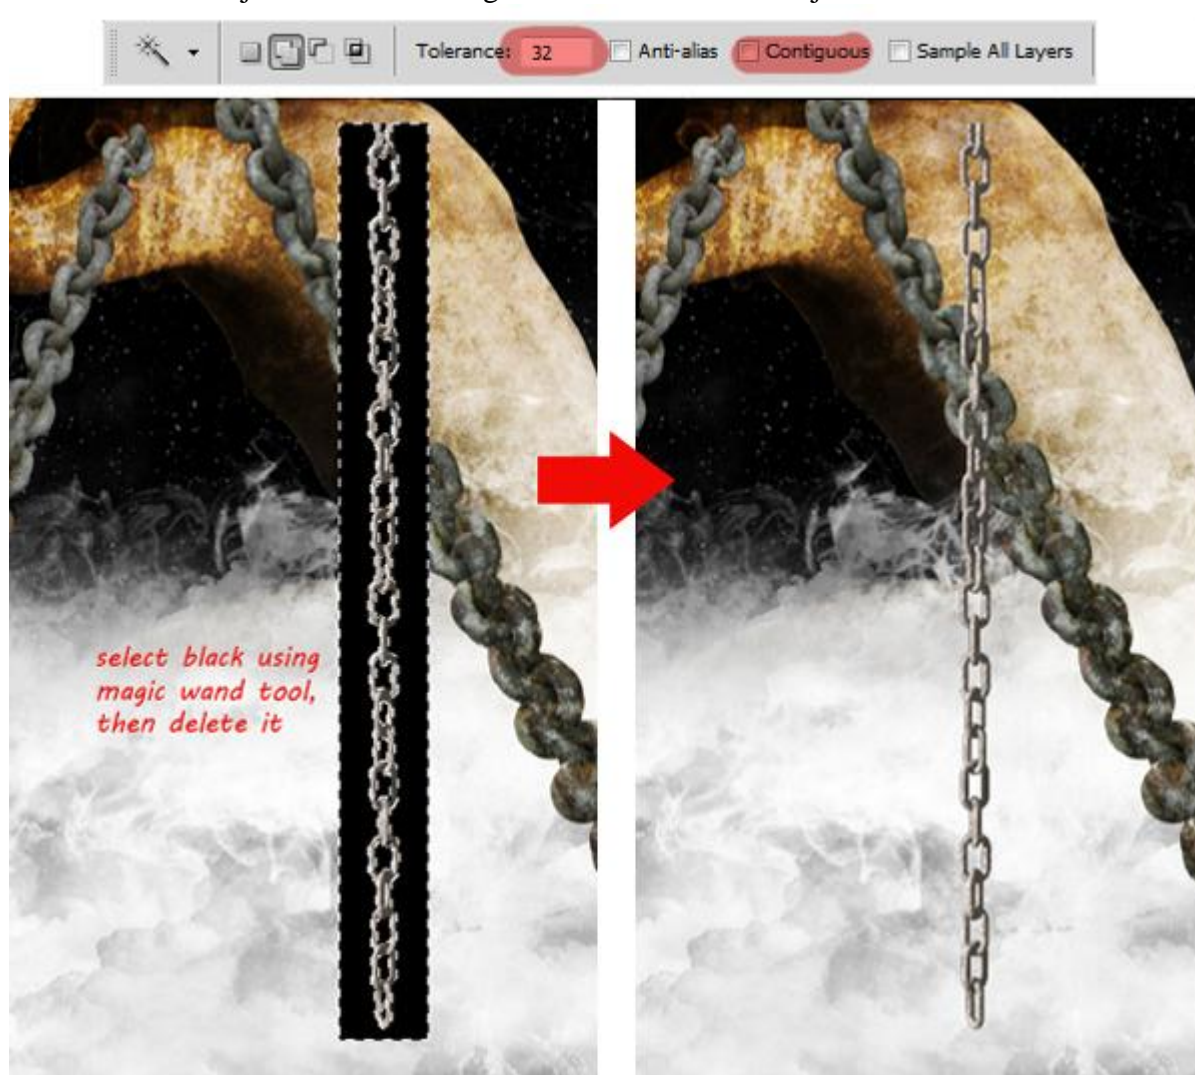 Tolerance: 32 Anti-alias Contiguous Sample All Layers
select black using
magic wand tool,
then delete it